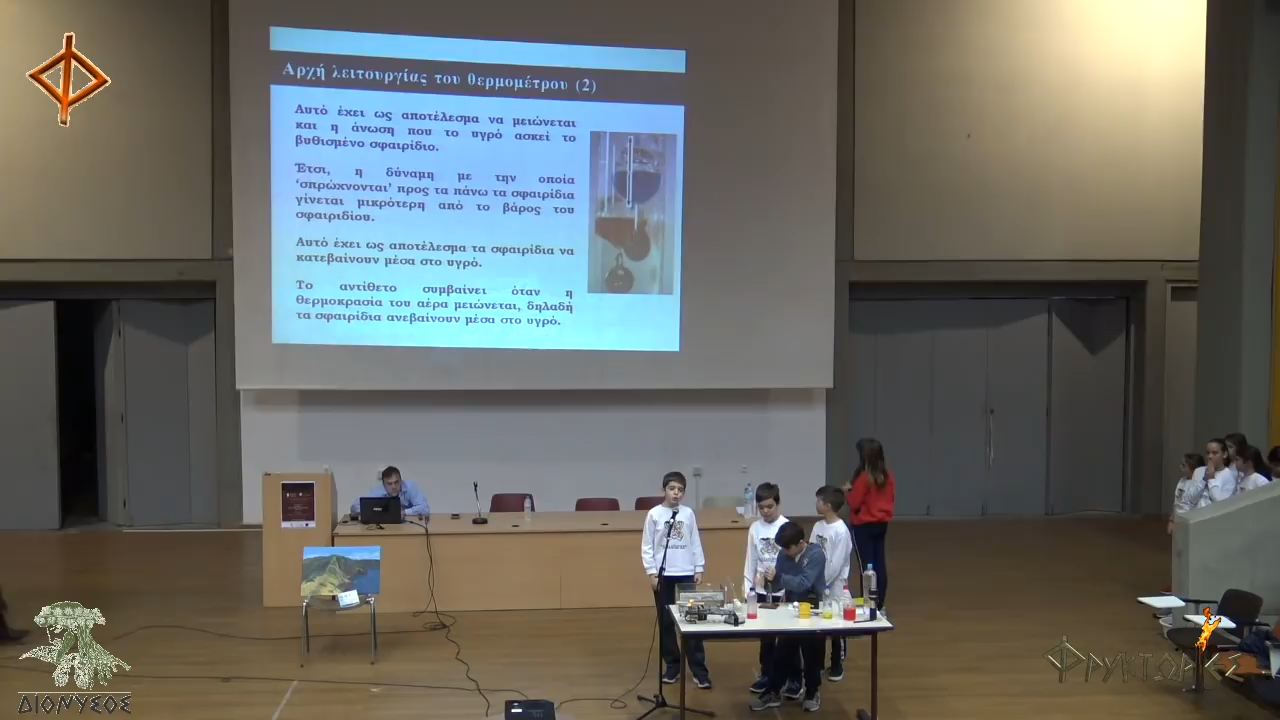 Αρχή λειτουργίας του θερμομέτρου (2)
Αυτό έχει ως αποτέλεσμα να μειώνεται
και η άνωση που το υγρό ασκεί το
βυθισμένο σφαιρίδιο.
Έτσι, η δύναμη με την οποία
'σπρώχνονται' προς τα πάνω τα σφαιρίδια
γίνεται μικρότερη από το βάρος του
σφαιριδίου.
Αυτό έχει ως αποτέλεσμα τα σφαιρίδια να
κατεβαίνουν μέσα στο υγρό.
Το αντίθετο συμβαίνει όταν η
θερμοκρασία του αέρα μειώνεται, δηλαδή
τα σφαιρίδια ανεβαίνουν μέσα στο υγρό.
ΔΙΟΝΥΣΟΣ
ΦΡΥΚΤΩΡΙΕΣ